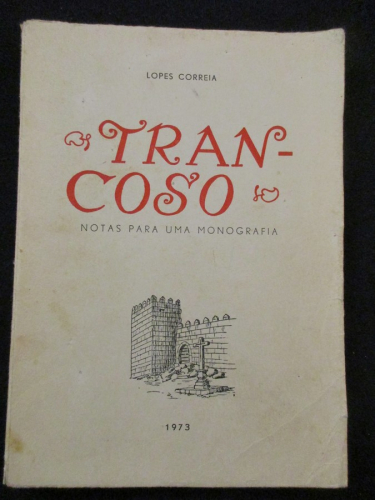 LOPES CORREIA
TRAN-
COSO
NOTAS PARA UMA MONOGRAFIA
1973